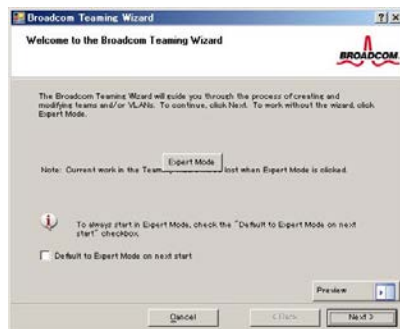 Broadcom Teaming Wizard
Welcome to the Broadcom Teaming Wizard
BROADCOM
The Broadcom Teaming Wizard will guide you through the process of creating and
modifying teams and/or VLANs. To continue, click Next. To work without the wizard, click
Expert Mode.
Expert Mode
Note: Current work in the Team lost when Expert Mode is clicked.
To always start in Expert Mode, check the "Default to Expert Mode on next
start" checkbox.
Default to Expert Mode on next start
Preview
Cancel
< Back
Next >